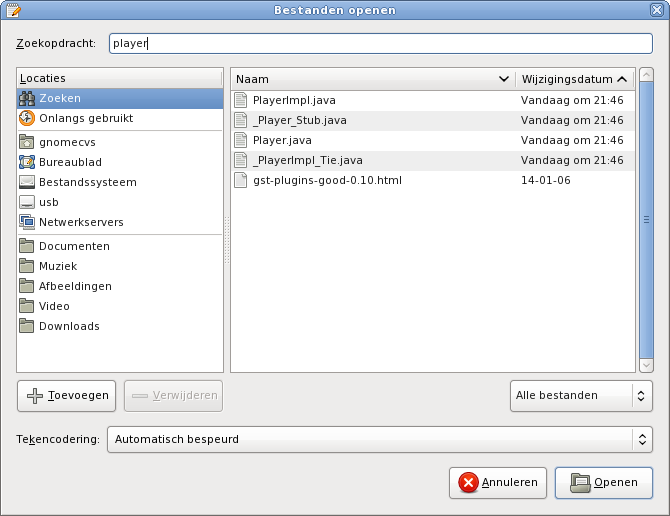 Bestanden openen
Zoekopdracht: player
Locaties
Zoeken
Onlangs gebruikt
gnomecvs
Bureaublad
Bestandssysteem
usb
Netwerkservers
Documenten
Muziek
Afbeeldingen
Video
Downloads
Naam Wijzigingsdatum
PlayerImpl.java Vandaag om 21:46
_Player_Stub.java Vandaag om 21:46
Player.java Vandaag om 21:46
_PlayerImpl_Tie.java Vandaag om 21:46
gst-plugins-good-0.10.html 14-01-06
Toevoegen Verwijderen Alle bestanden
Tekencodering: Automatisch bespeurd
Annuleren Openen